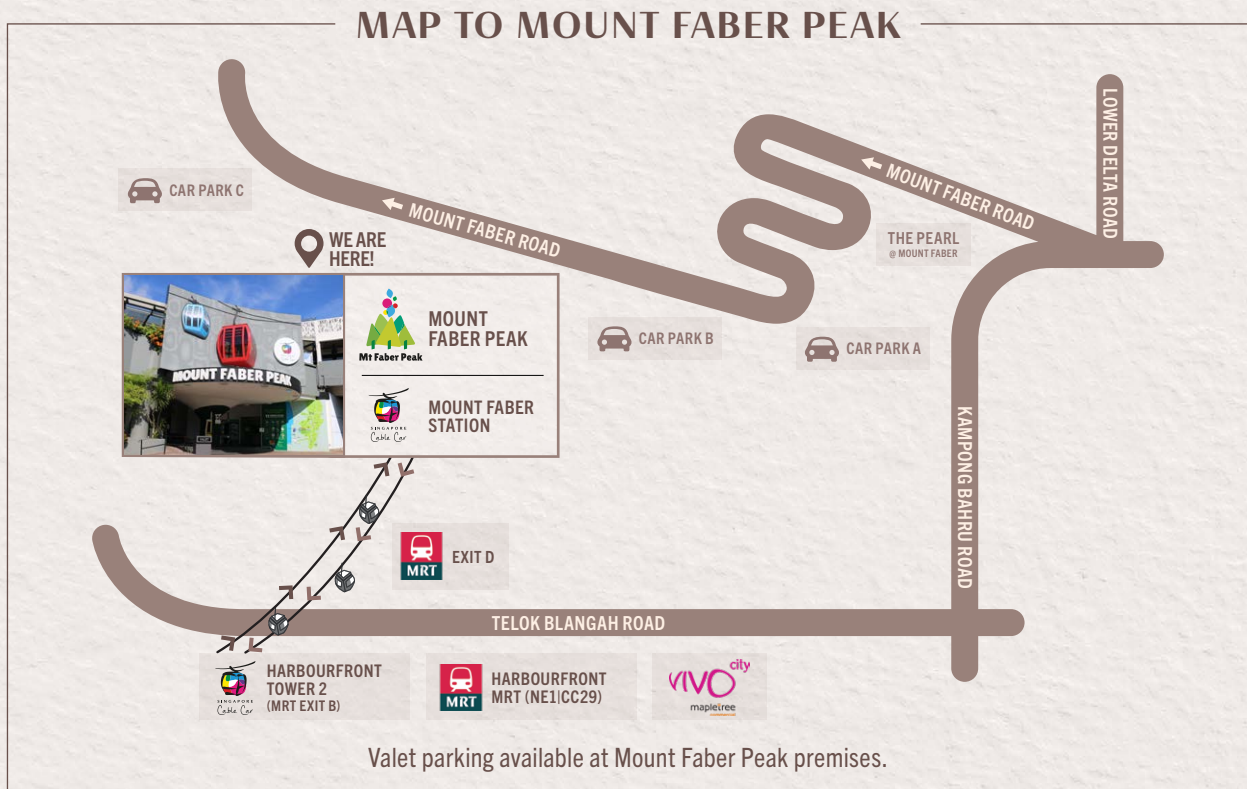 MAP TO MOUNT FABER PEAK
LOWER DELTA ROAD
CAR PARK C
MOUNT FABER ROAD
MOUNT FABER ROAD
WE ARE
HERE!
THE PEARL
@ MOUNT FABER
MOUNT FABER PEAK
Mt Faber Peak
MOUNT
FABER PEAK
SINGAPORE
Cable Car
MOUNT FABER
STATION
CAR PARK B
CAR PARK A
KAMPONG BAHRU ROAD
MRT
EXIT D
TELOK BLANGAH ROAD
SINGAPORE
Cable Car
HARBOURFRONT
TOWER 2
(MRT EXIT B)
MRT
HARBOURFRONT
MRT (NE1|CC29)
VIVO city
mapletree
Valet parking available at Mount Faber Peak premises.